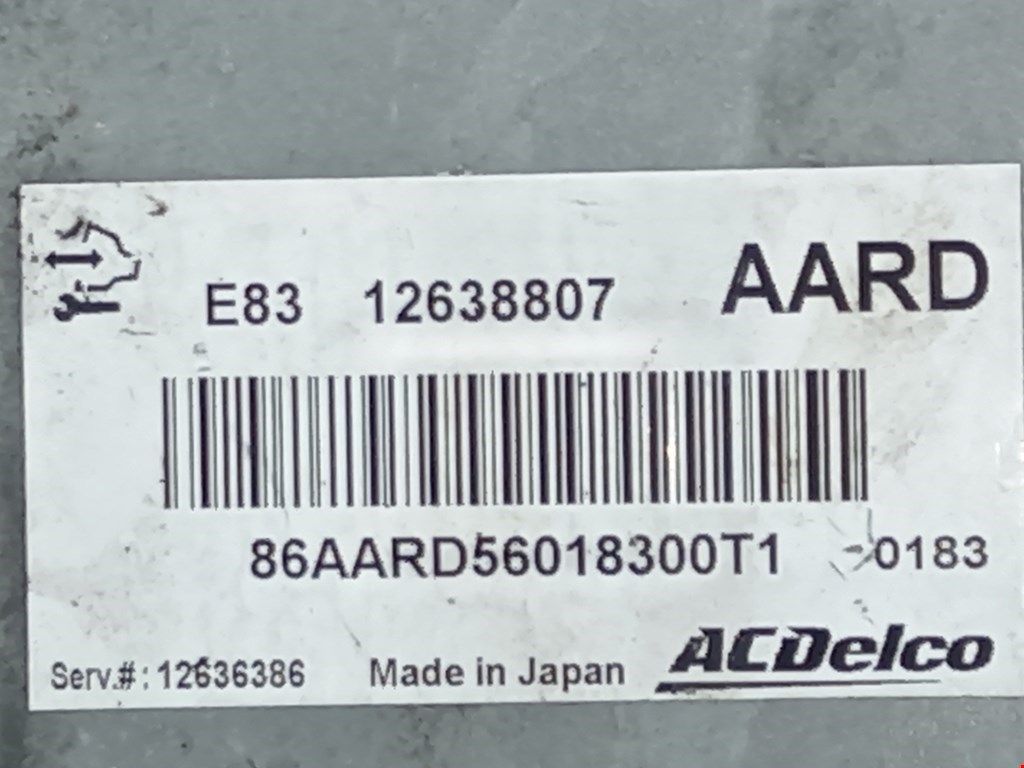 E83 12638807 AARD
86AARD56018300T1 -0183
Serv.#: 12636386 Made in Japan ACDelco